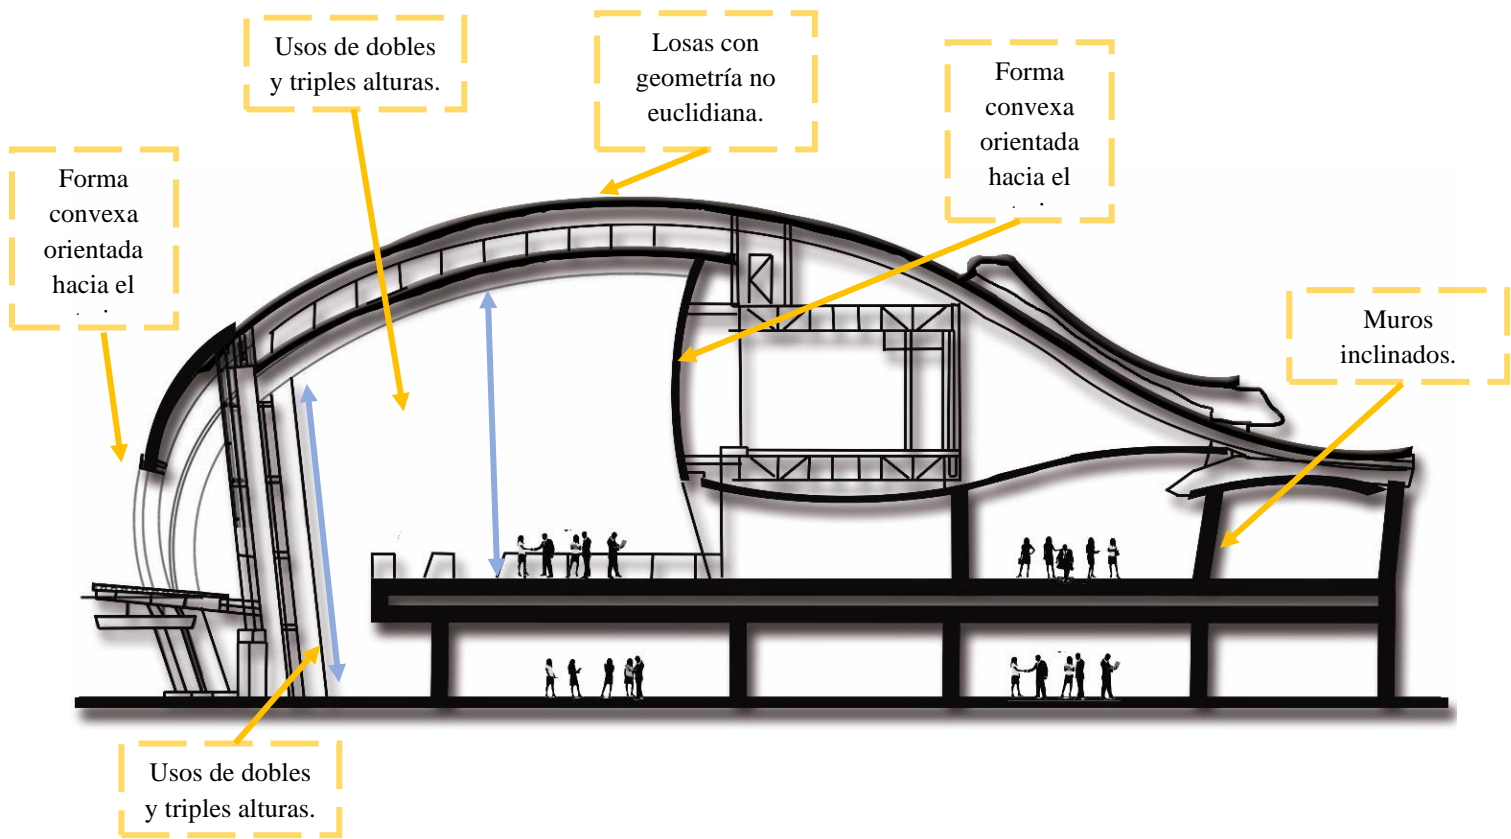 Usos de dobles
y triples alturas.
Losas con
geometría no
euclidiana.
Forma
convexa
orientada
hacia el
Forma
convexa
orientada
hacia el
Muros
inclinados.
Usos de dobles
y triples alturas.